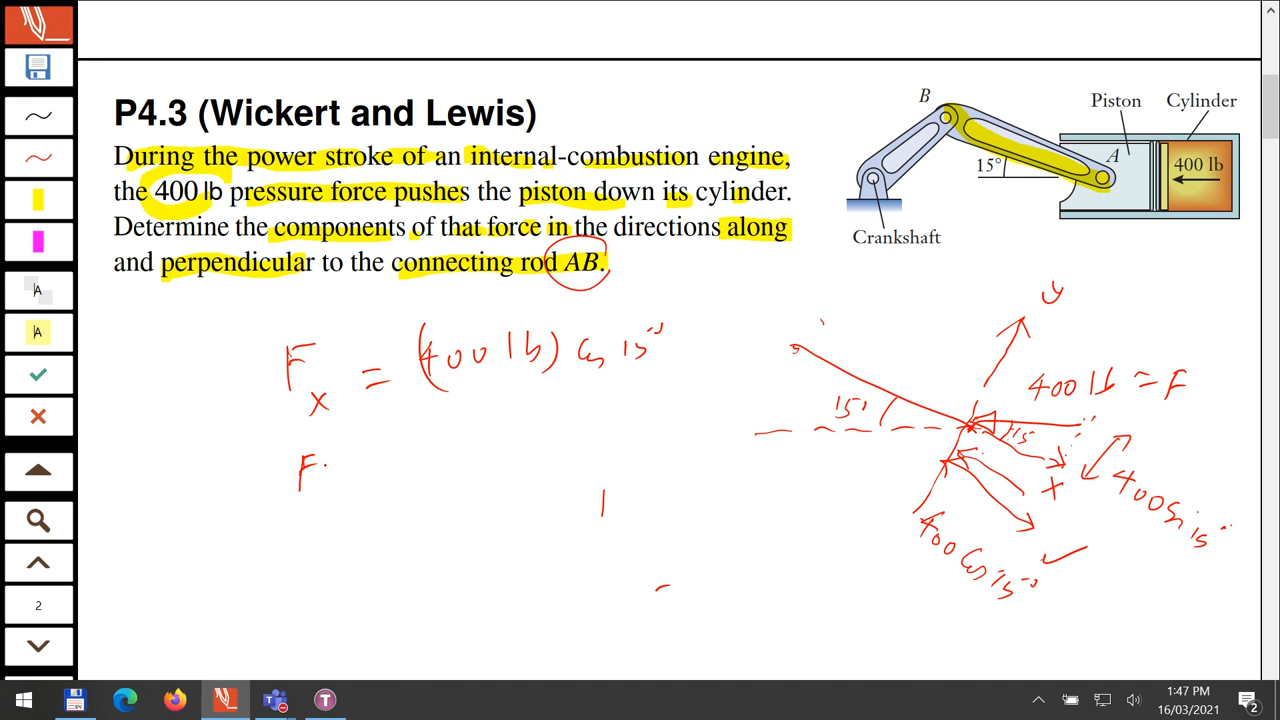 P4.3 (Wickert and Lewis)
During the power stroke of an internal-combustion engine,
the 400 lb pressure force pushes the piston down its cylinder.
Determine the components of that force in the directions along
and perpendicular to the connecting rod AB.
B
Piston
Cylinder
15°
A
400 lb
Crankshaft
y
F
x
= (400 lb) Cos 15°
400 lb = F
15°
15
x
400 Sin 15°
F
400 Cos 15°
A
A
2
T
1:47 PM
16/03/2021
2